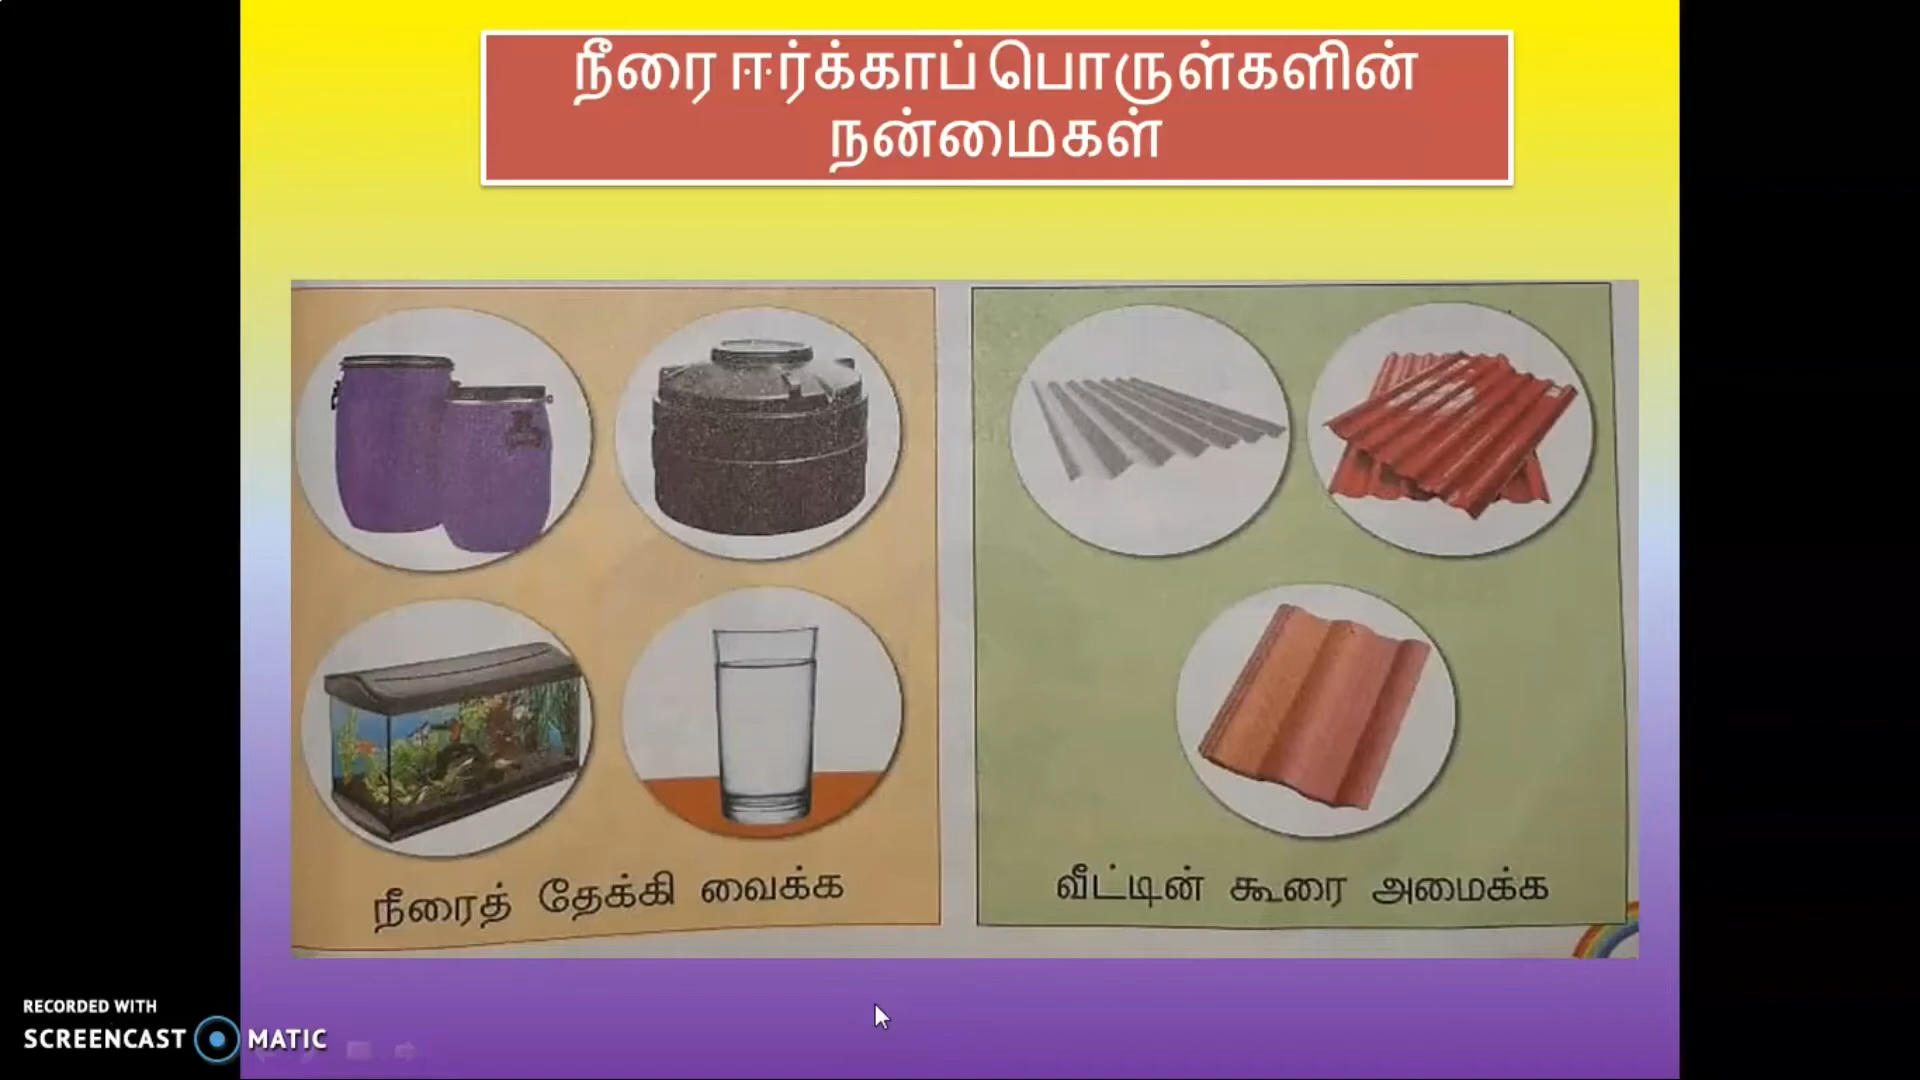 நீரை ஈர்க்காப் பொருள்களின்
நன்மைகள்
நீரைத் தேக்கி வைக்க
வீட்டின் கூரை அமைக்க
RECORDED WITH
SCREENCAST MATIC